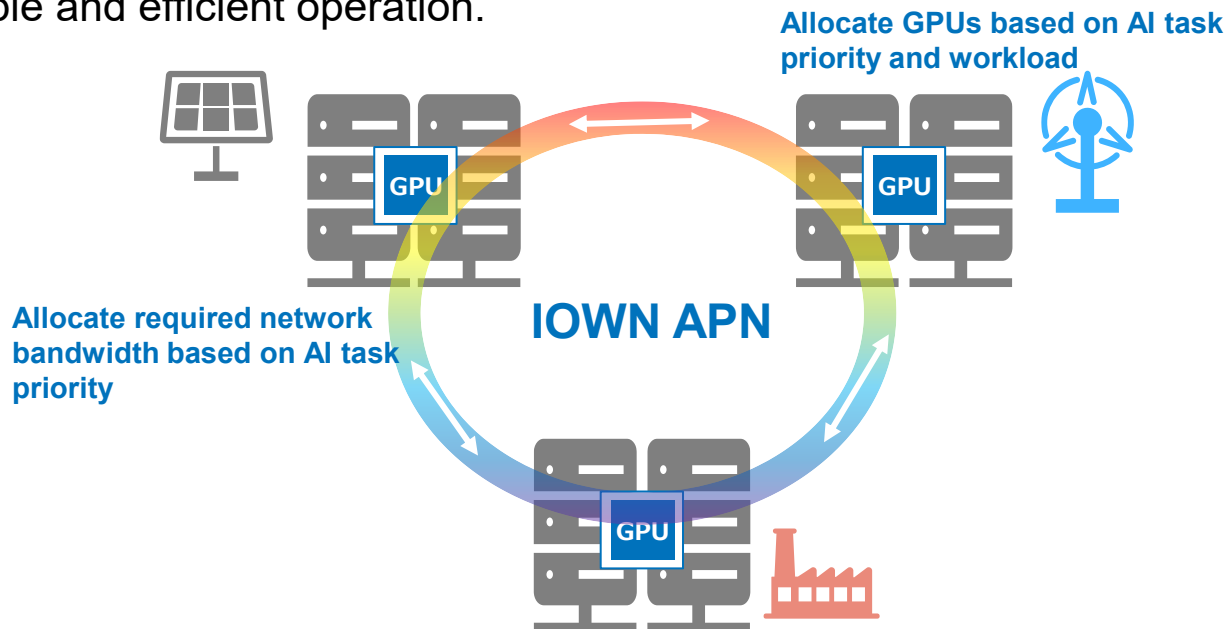 and efficient operation.
Allocate GPUs based on AI task
priority and workload
GPU
GPU
Allocate required network
bandwidth based on AI task
priority
IOWN APN
GPU